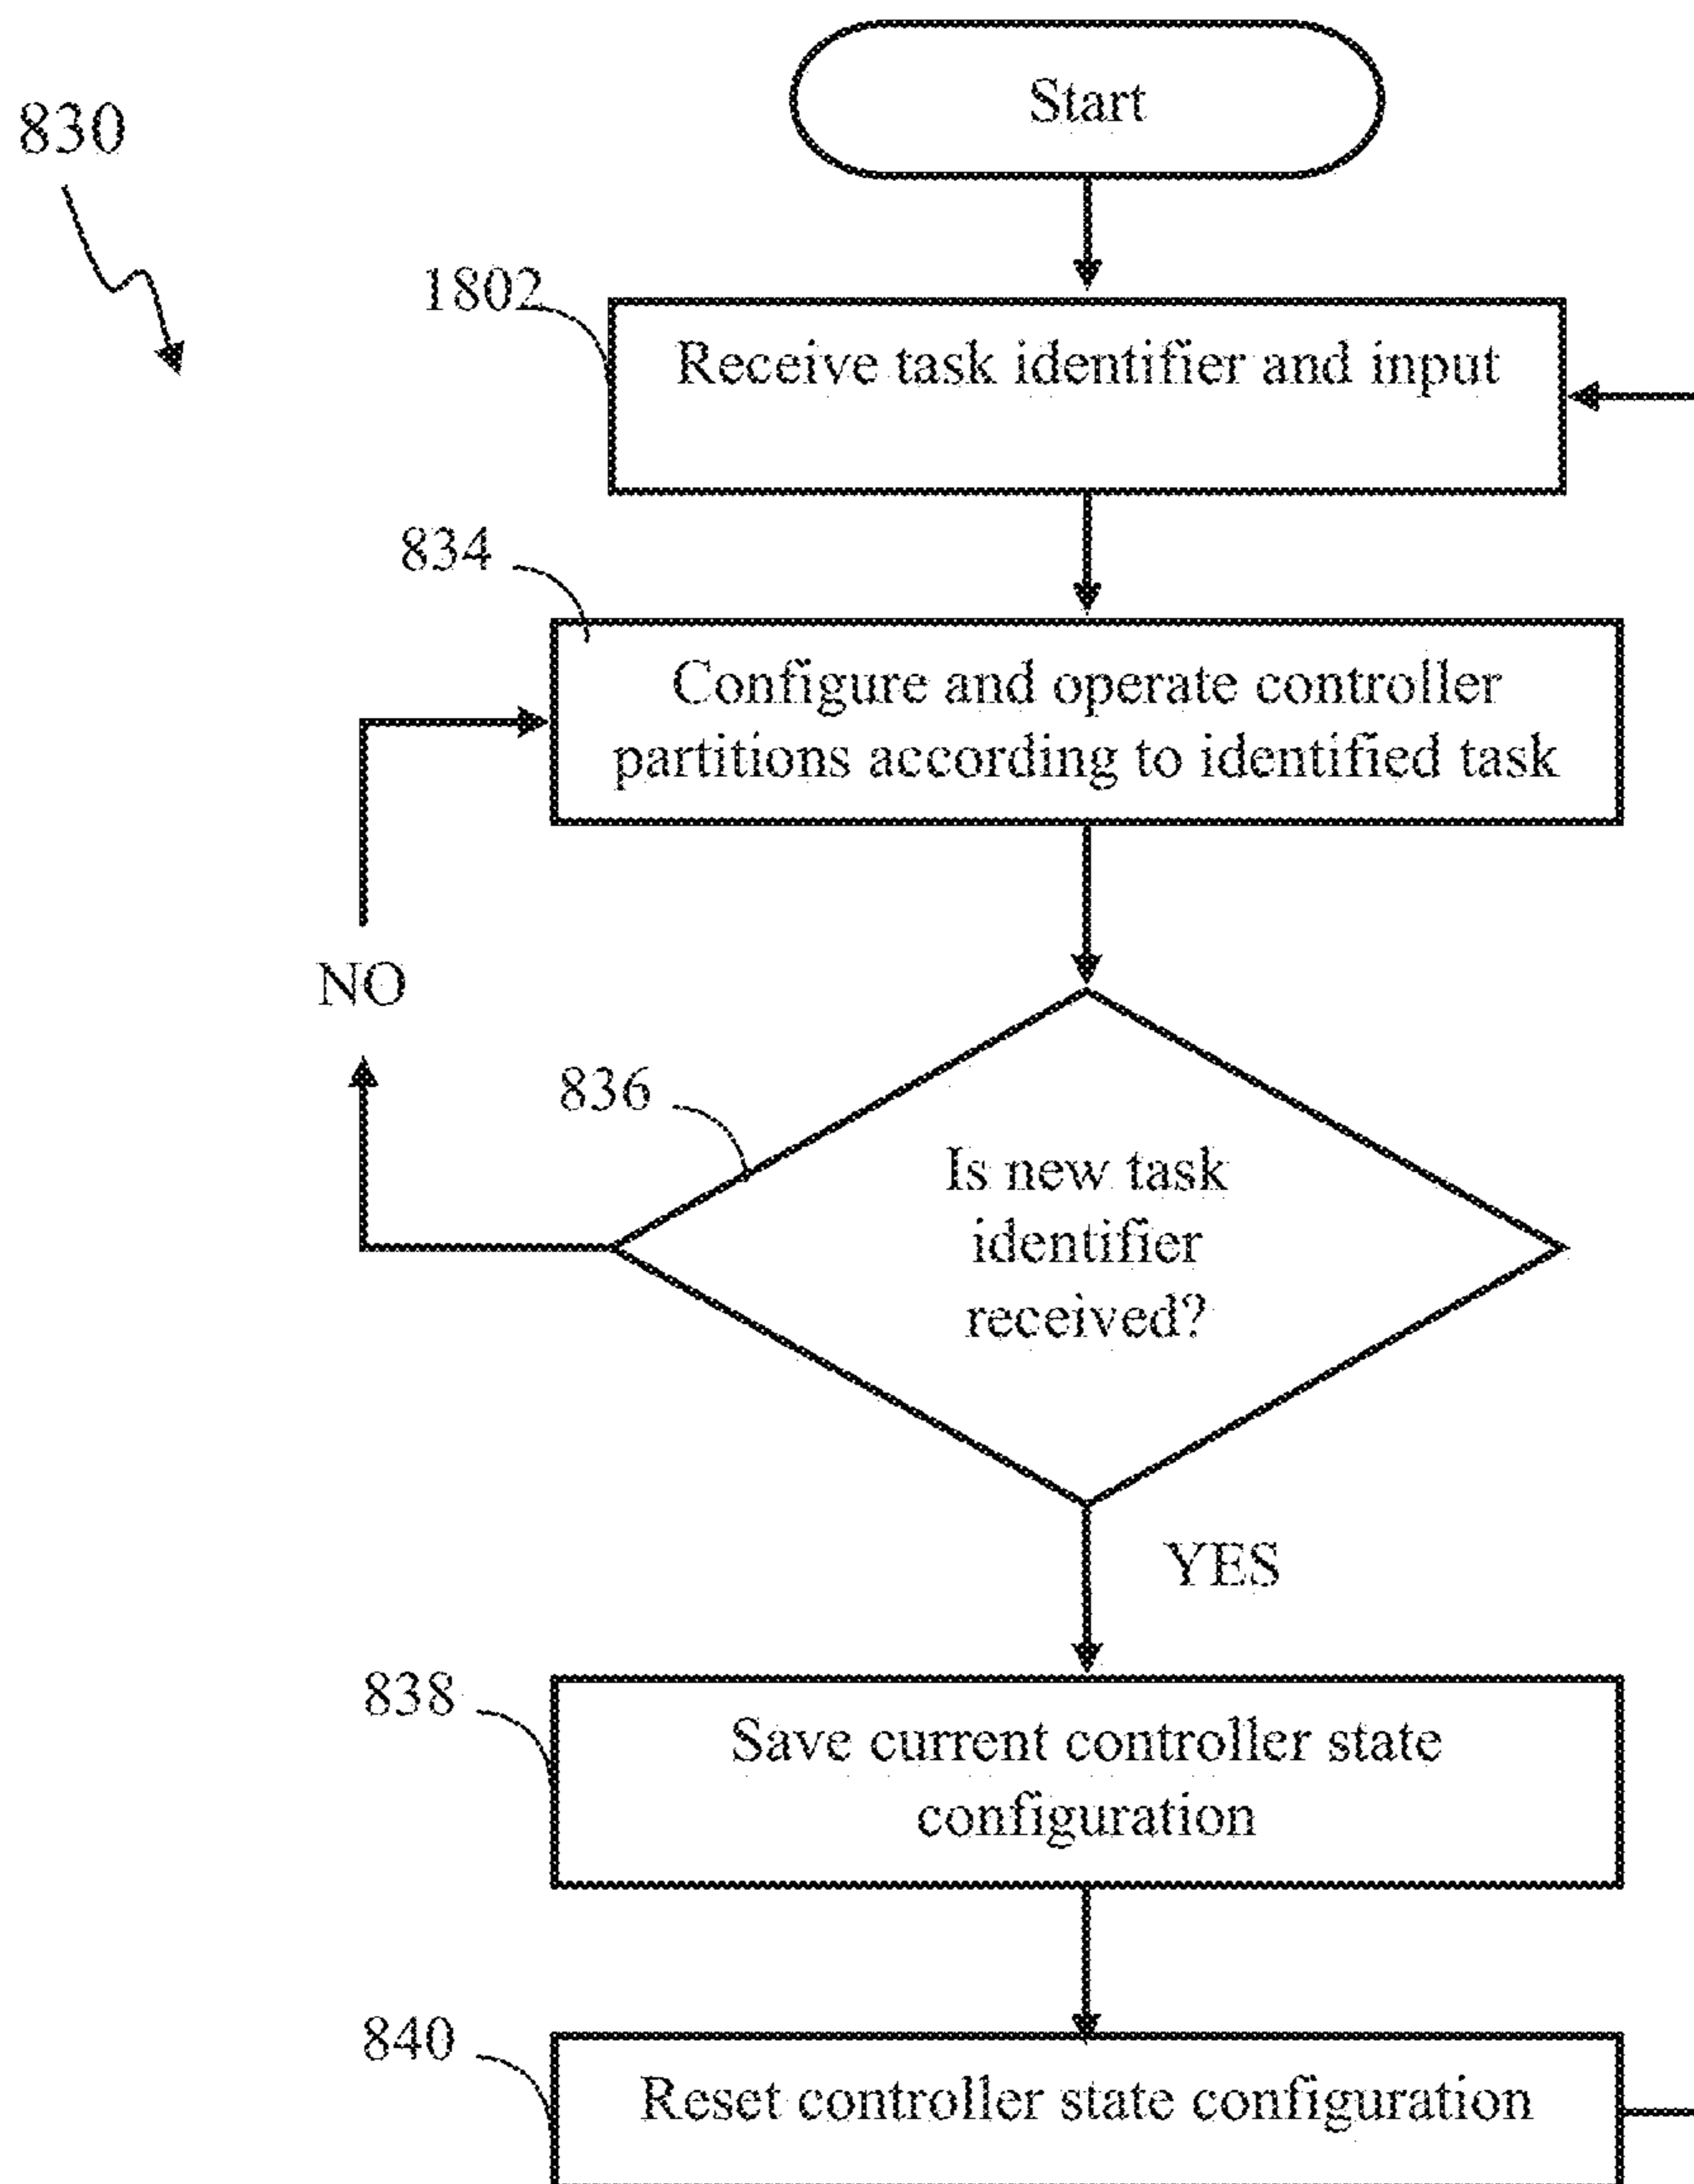 Start
830
1802
Receive task identifier and input
834
Configure and operate controller
partitions according to identified task
NO
836
Is new task
identifier
received?
YES
838
Save current controller state
configuration
840
Reset controller state configuration